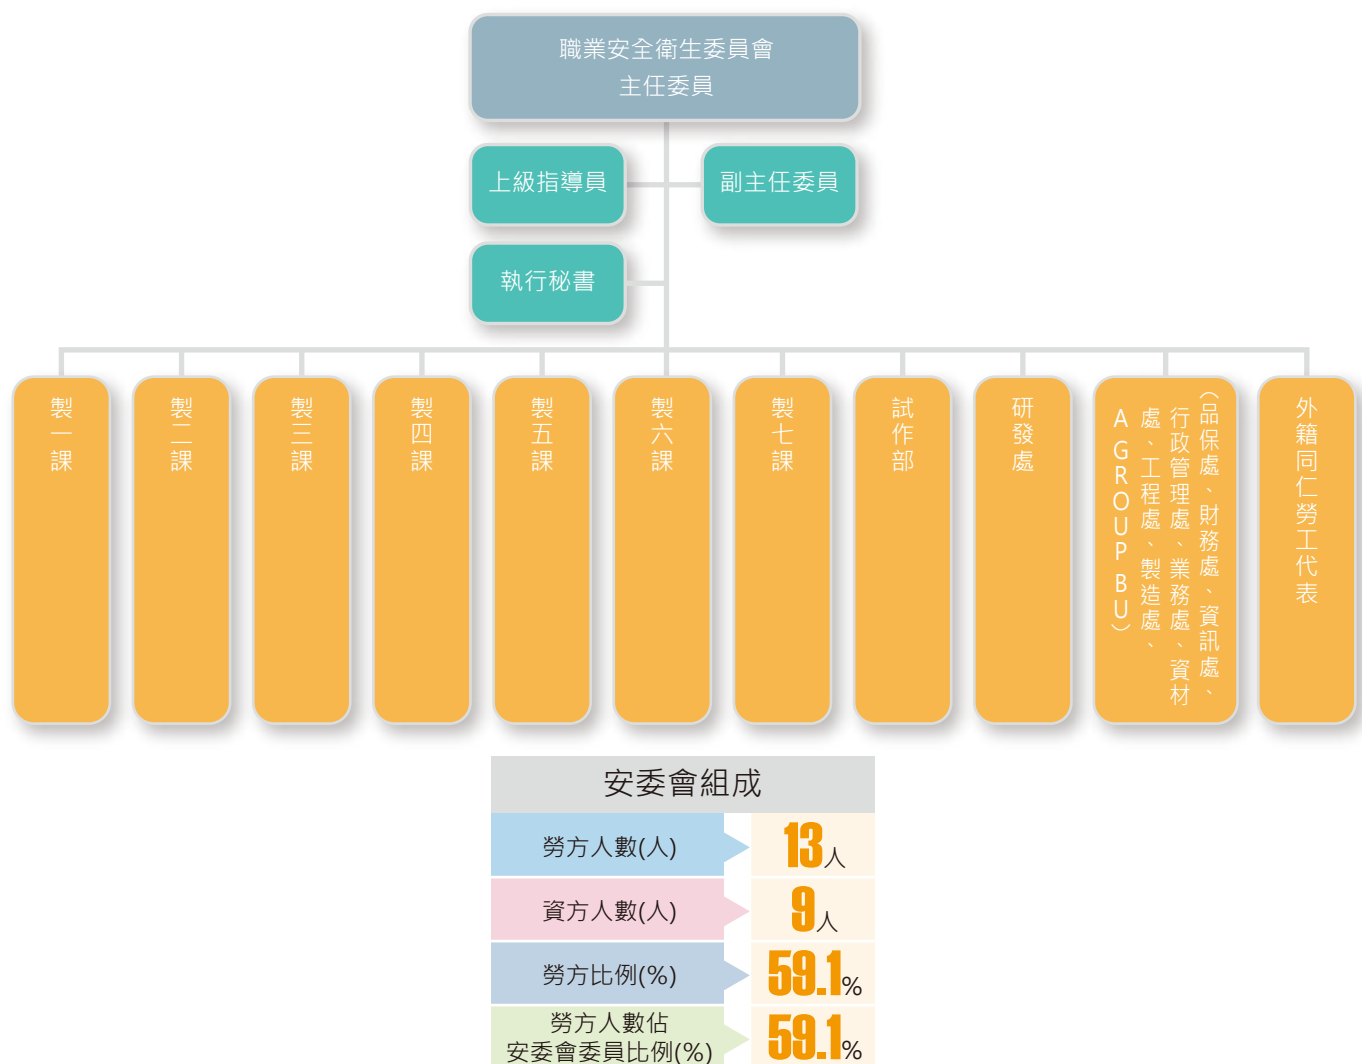 職業安全衛生委員會
主任委員
上級指導員
副主任委員
執行秘書
製一課
製二課
製三課
製四課
製五課
製六課
製七課
試作部
研發處
（品保處、財務處、資訊處、
行政管理處、業務處、資材
處、工程處、製造處、
A GROUP BU）
外籍同仁勞工代表
安委會組成
勞方人數(人)
13人
資方人數(人)
9人
勞方比例(%)
59.1%
勞方人數佔
安委會委員比例(%)
59.1%